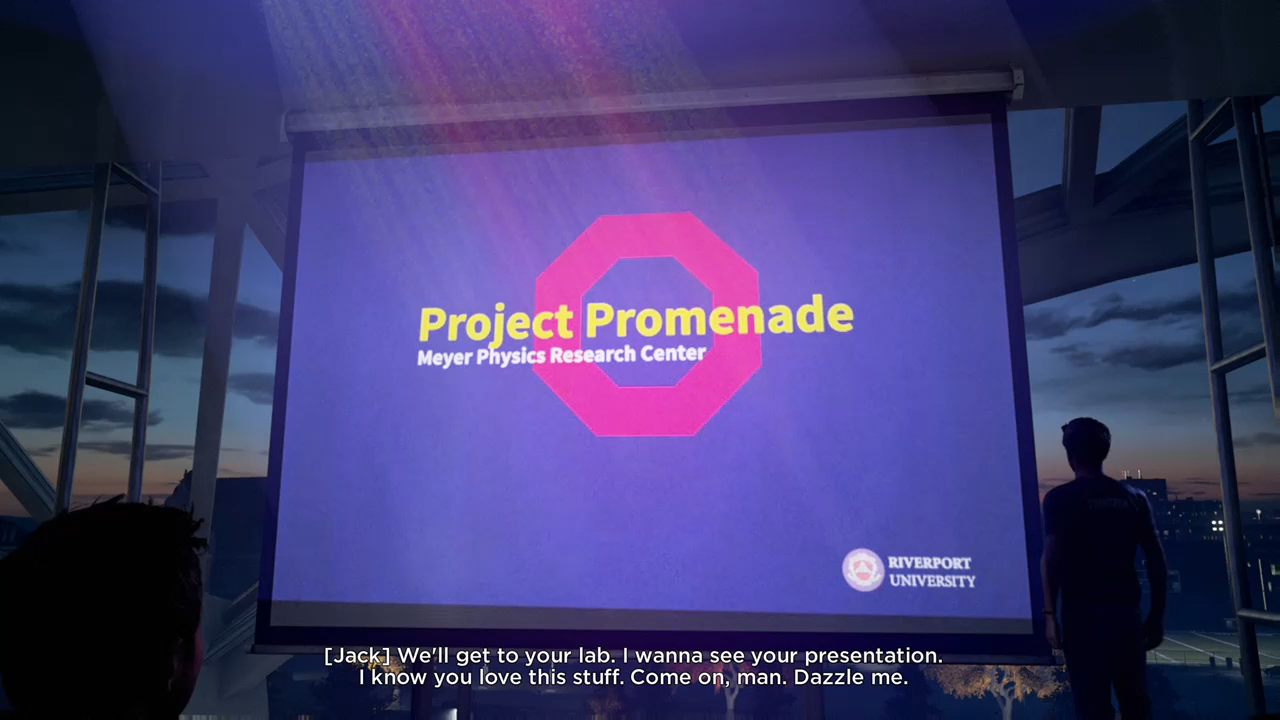 Project Promenade
Meyer Physics Research Center
RIVERPORT
UNIVERSITY
[Jack] We'll get to your lab. I wanna see your presentation.
I know you love this stuff. Come on, man. Dazzle me.